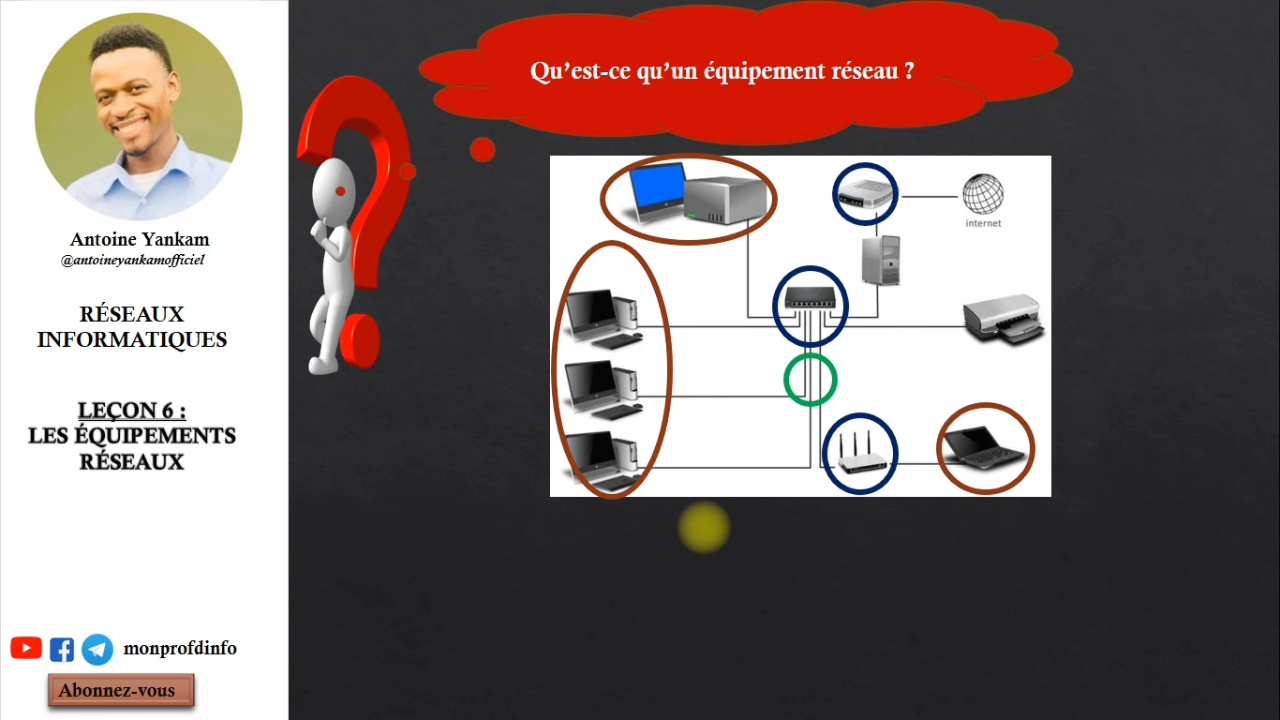 Qu’est-ce qu’un équipement réseau ?
internet
Antoine Yankam
@antoineyankamofficiel
RÉSEAUX
INFORMATIQUES
LEÇON 6 :
LES ÉQUIPEMENTS
RÉSEAUX
monprofdinfo
Abonnez-vous